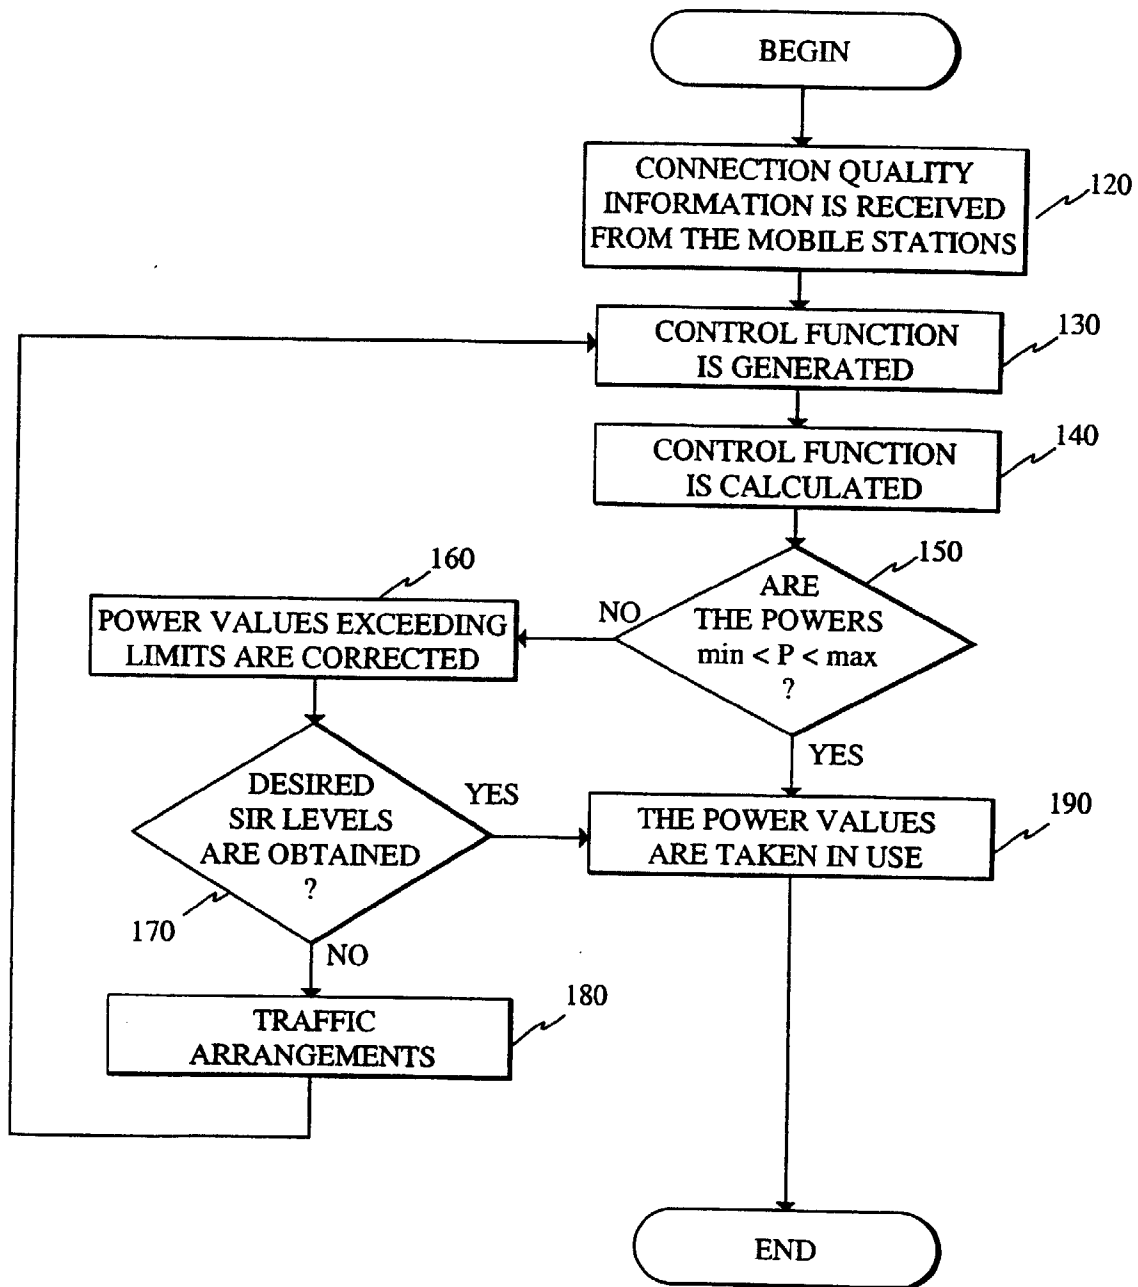 BEGIN
CONNECTION QUALITY
INFORMATION IS RECEIVED
FROM THE MOBILE STATIONS
120
CONTROL FUNCTION
IS GENERATED
130
CONTROL FUNCTION
IS CALCULATED
140
150
ARE
THE POWERS
min < P < max
?
NO
YES
160
POWER VALUES EXCEEDING
LIMITS ARE CORRECTED
DESIRED
SIR LEVELS
ARE OBTAINED
?
YES
170
NO
THE POWER VALUES
ARE TAKEN IN USE
190
TRAFFIC
ARRANGEMENTS
180
END